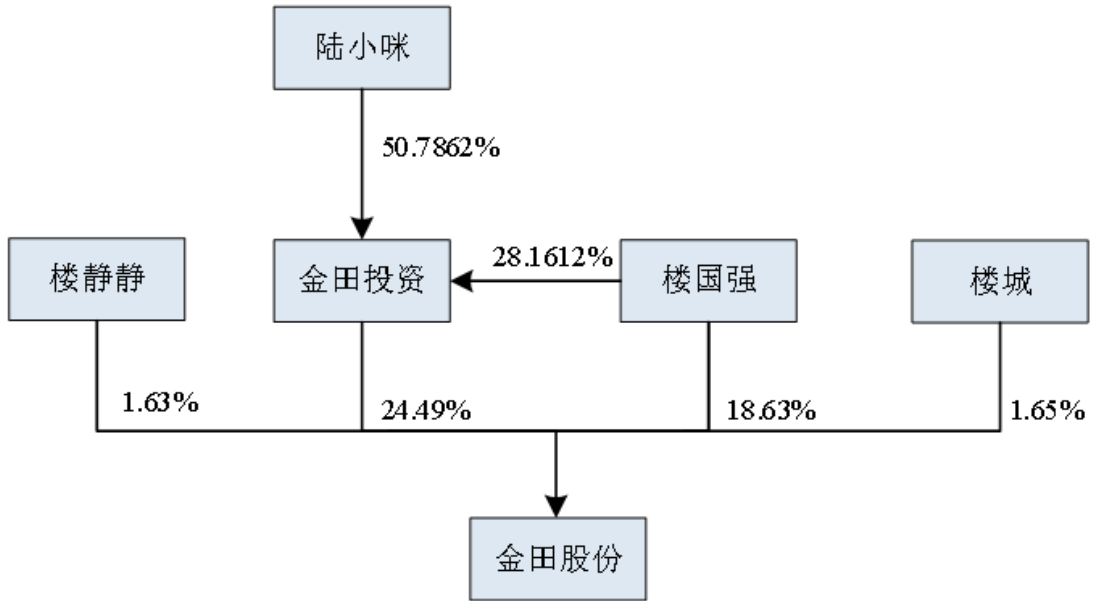 陆小咪
50.7862%
楼静静
金田投资
28.1612%
楼国强
楼城
1.63%
24.49%
18.63%
1.65%
金田股份